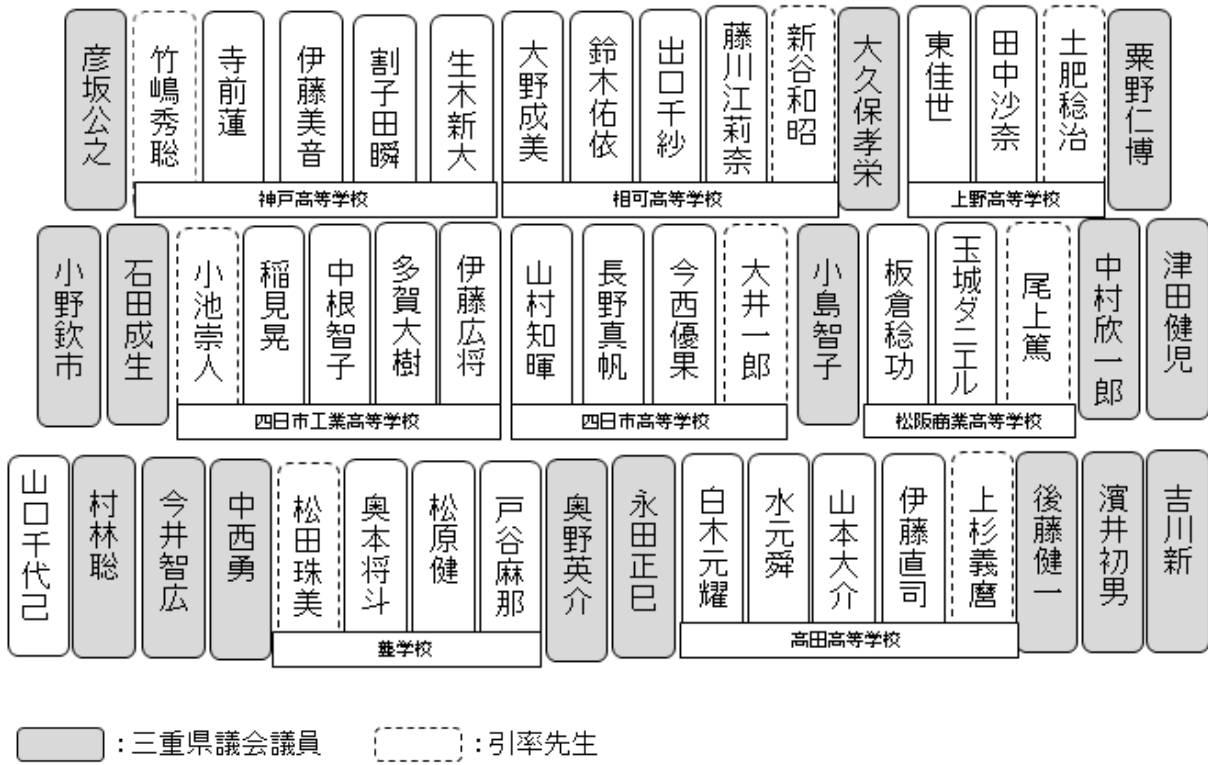 彦坂公之
竹嶋秀聡
寺前蓮
伊藤美音
割子田瞬
生木新大
大野成美
鈴木佑依
出口千紗
藤川江莉奈
新谷和昭
大久保孝栄
東佳世
田中沙奈
土肥稔治
粟野仁博
神戸高等学校
相可高等学校
上野高等学校
小野欽市
石田成生
小池崇人
稲見晃
中根智子
多賀大樹
伊藤広将
山村知暉
長野真帆
今西優果
大井一郎
小島智子
板倉稔功
玉城ダニエル
尾上篤
中村欣一郎
津田健児
四日市工業高等学校
四日市高等学校
松阪商業高等学校
山口千代己
村林聡
今井智広
中西勇
松田珠美
奥本将斗
松原健
戸谷麻那
奥野英介
永田正巳
白木元耀
水元舜
山本大介
伊藤直司
上杉義麿
後藤健一
濱井初男
吉川新
聾学校
高田高等学校
:三重県議会議員
:引率先生